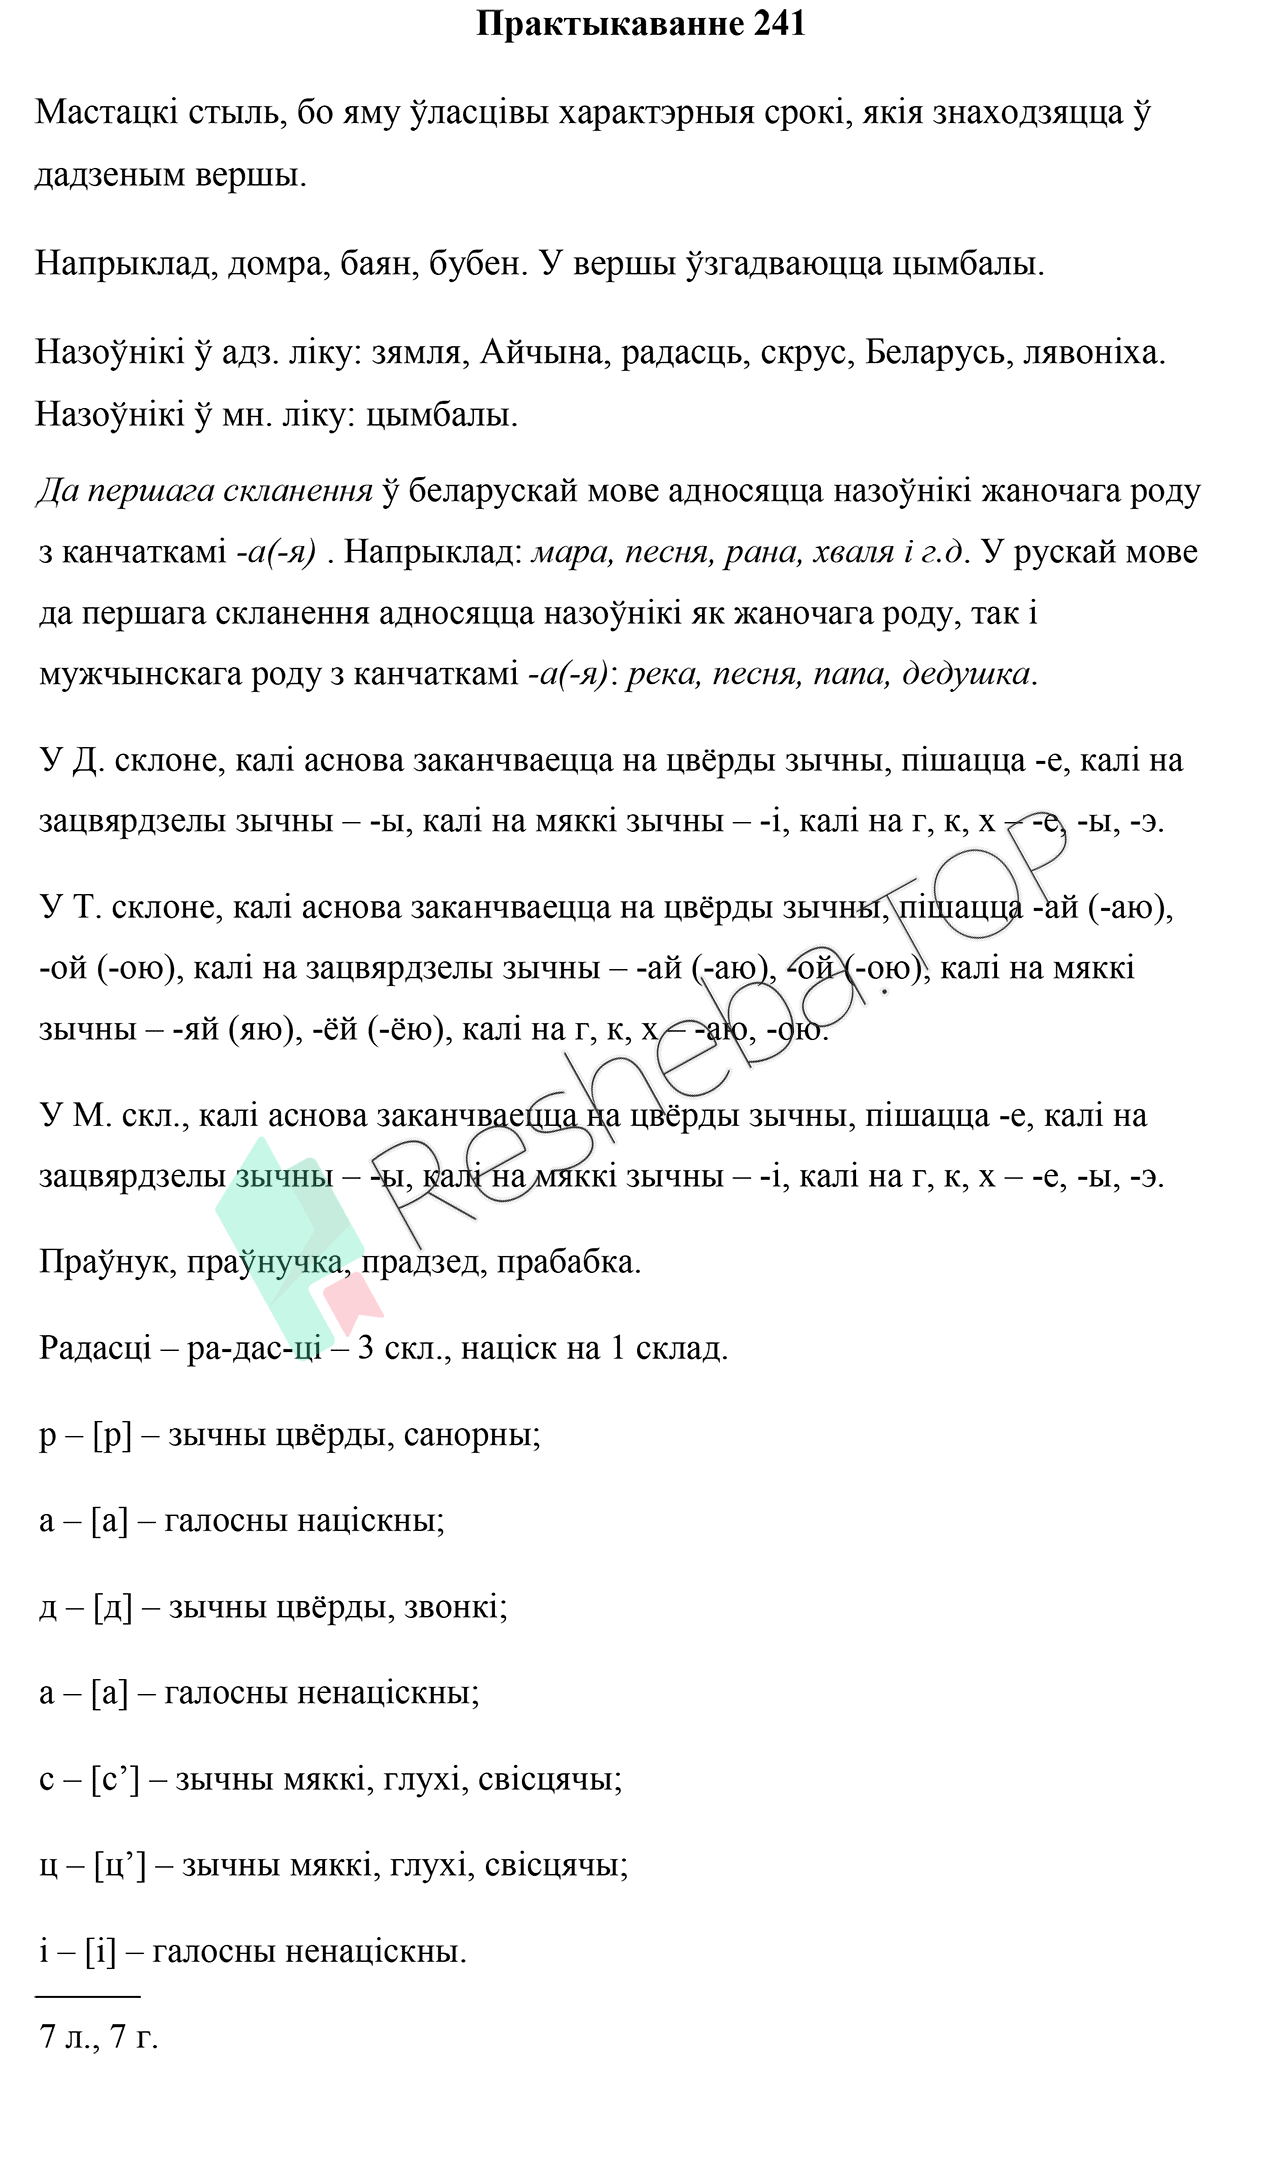 Практыкаванне 241
Мастацкі стыль, бо яму ўласцівы характэрныя срокі, якія знаходзяцца ў
дадзеным вершы.
Напрыклад, домра, баян, бубен. У вершы ўзгадваюцца цымбалы.
Назоўнікі ў адз. ліку: зямля, Айчына, радасць, скрус, Беларусь, лявоніха.
Назоўнікі ў мн. ліку: цымбалы.
Да першага скланення ў беларускай мове адносяцца назоўнікі жаночага роду
з канчаткамі -а(-я) . Напрыклад: мара, песня, рана, хваля і г.д. У рускай мове
да першага скланення адносяцца назоўнікі як жаночага роду, так і
мужчынскага роду з канчаткамі -а(-я): река, песня, папа, дедушка.
У Д. склоне, калі аснова заканчваецца на цвёрды зычны, пішацца -е, калі на
зацвярдзелы зычны – -ы, калі на мяккі зычны – -і, калі на г, к, х – -е, -ы, -э.
У Т. склоне, калі аснова заканчваецца на цвёрды зычны, пішацца -ай (-аю),
-ой (-ою), калі на зацвярдзелы зычны – -ай (-аю), -ой (-ою), калі на мяккі
зычны – -яй (яю), -ёй (-ёю), калі на г, к, х – -аю, -ою.
У М. скл., калі аснова заканчваецца на цвёрды зычны, пішацца -е, калі на
зацвярдзелы зычны – -ы, калі на мяккі зычны – -і, калі на г, к, х – -е, -ы, -э.
Праўнук, праўнучка, прадзед, прабабка.
Радасці – ра-дас-ці – 3 скл., націск на 1 склад.
р – [р] – зычны цвёрды, санорны;
а – [а] – галосны націскны;
д – [д] – зычны цвёрды, звонкі;
а – [а] – галосны ненаціскны;
с – [с’] – зычны мяккі, глухі, свісцячы;
ц – [ц’] – зычны мяккі, глухі, свісцячы;
і – [і] – галосны ненаціскны.
7 л., 7 г.
Resheba.TOP